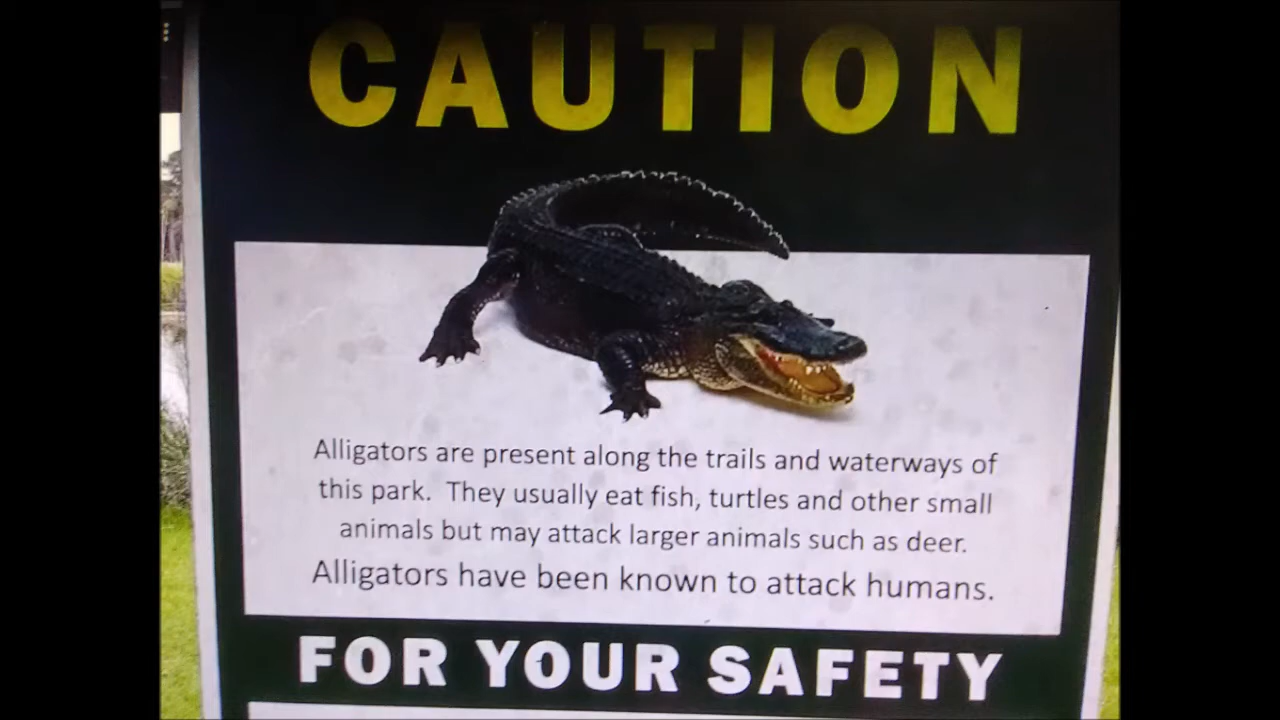 CAUTION
Alligators are present along the trails and waterways of
this park. They usually eat fish, turtles and other small
animals but may attack larger animals such as deer.
Alligators have been known to attack humans.
FOR YOUR SAFETY